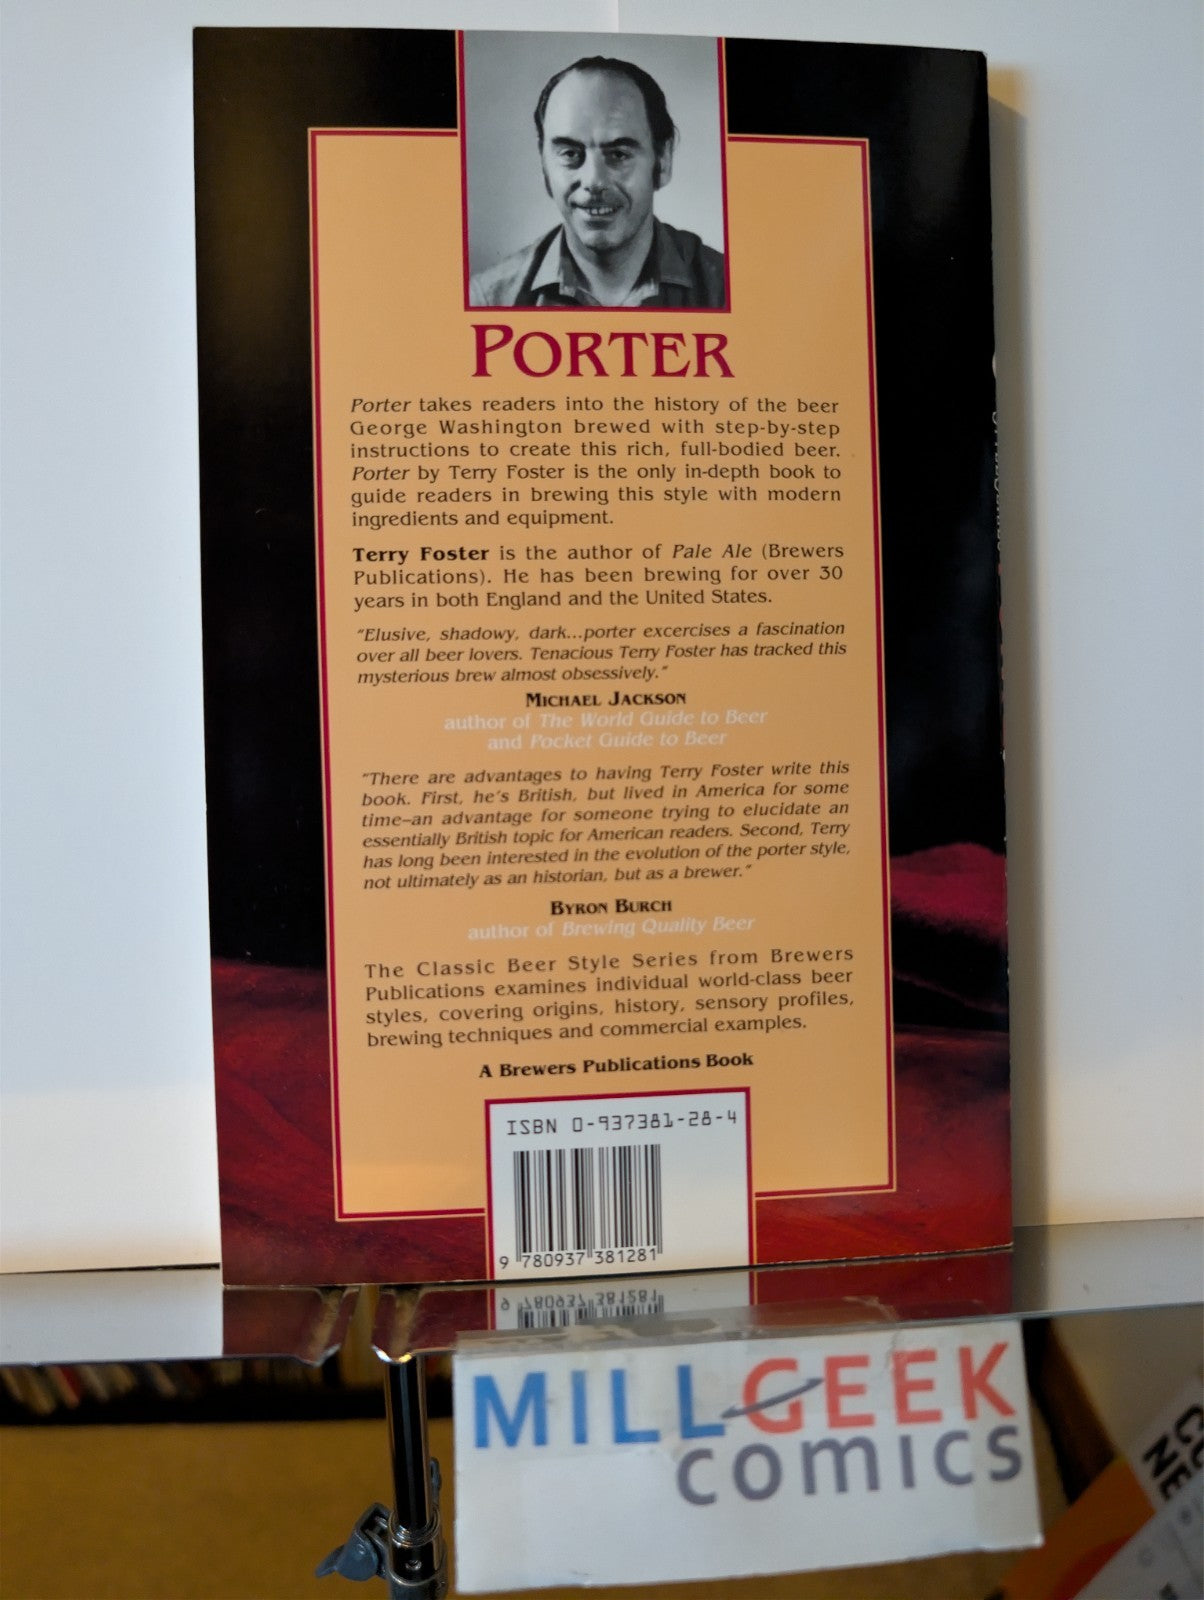 PORTER
Porter takes readers into the history of the beer
George Washington brewed with step-by-step
instructions to create this rich, full-bodied beer.
Porter by Terry Foster is the only in-depth book to
guide readers in brewing this style with modern
ingredients and equipment.
Terry Foster is the author of Pale Ale (Brewers
Publications). He has been brewing for over 30
years in both England and the United States.
"Elusive, shadowy, dark...porter excercises a fascination
over all beer lovers. Tenacious Terry Foster has tracked this
mysterious brew almost obsessively."
MICHAEL JACKSON
author of The World Guide to Beer
and Pocket Guide to Beer
"There are advantages to having Terry Foster write this
book. First, he's British, but lived in America for some
time–an advantage for someone trying to elucidate an
essentially British topic for American readers. Second, Terry
has long been interested in the evolution of the porter style,
not ultimately as an historian, but as a brewer."
BYRON BURCH
author of Brewing Quality Beer
The Classic Beer Style Series from Brewers
Publications examines individual world-class beer
styles, covering origins, history, sensory profiles,
brewing techniques and commercial examples.
A Brewers Publications Book
ISBN 0-937381-28-4
9 780937 381281
MILLGEEK
comics